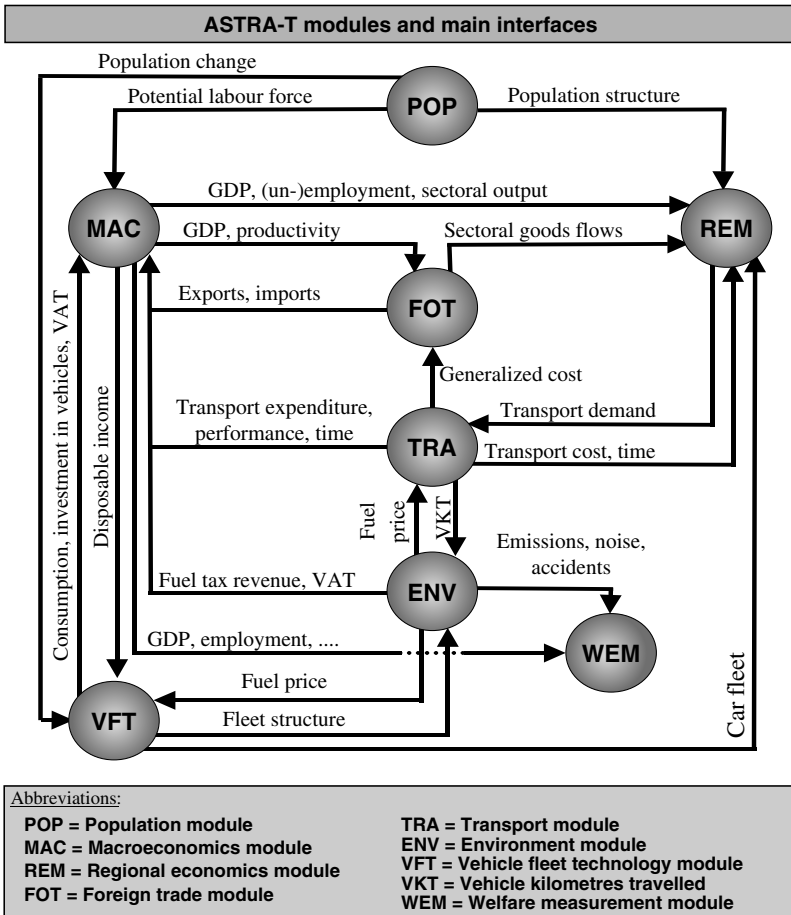 ASTRA-T modules and main interfaces
Population change
Potential labour force
POP
Population structure
GDP, (un-)employment, sectoral output
MAC
REM
GDP, productivity
Sectoral goods flows
Exports, imports
FOT
Generalized cost
Transport expenditure,
performance, time
Transport demand
TRA
Transport cost, time
Consumption, investment in vehicles, VAT
Disposable income
Fuel
price
VKT
Emissions, noise,
accidents
Fuel tax revenue, VAT
ENV
GDP, employment, ....
WEM
Fuel price
VFT
Fleet structure
Car fleet
Abbreviations:
POP = Population module
MAC = Macroeconomics module
REM = Regional economics module
FOT = Foreign trade module
TRA = Transport module
ENV = Environment module
VFT = Vehicle fleet technology module
VKT = Vehicle kilometres travelled
WEM = Welfare measurement module